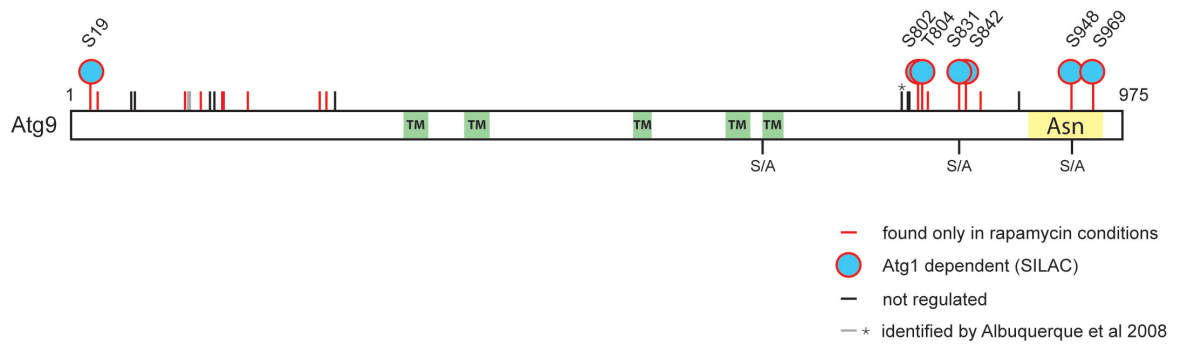 S19 S802 T804 S831 S842 S948 S969
1 * 975
Atg9 TM TM TM TM TM Asn
S/A S/A S/A
found only in rapamycin conditions
Atg1 dependent (SILAC)
not regulated
* identified by Albuquerque et al 2008